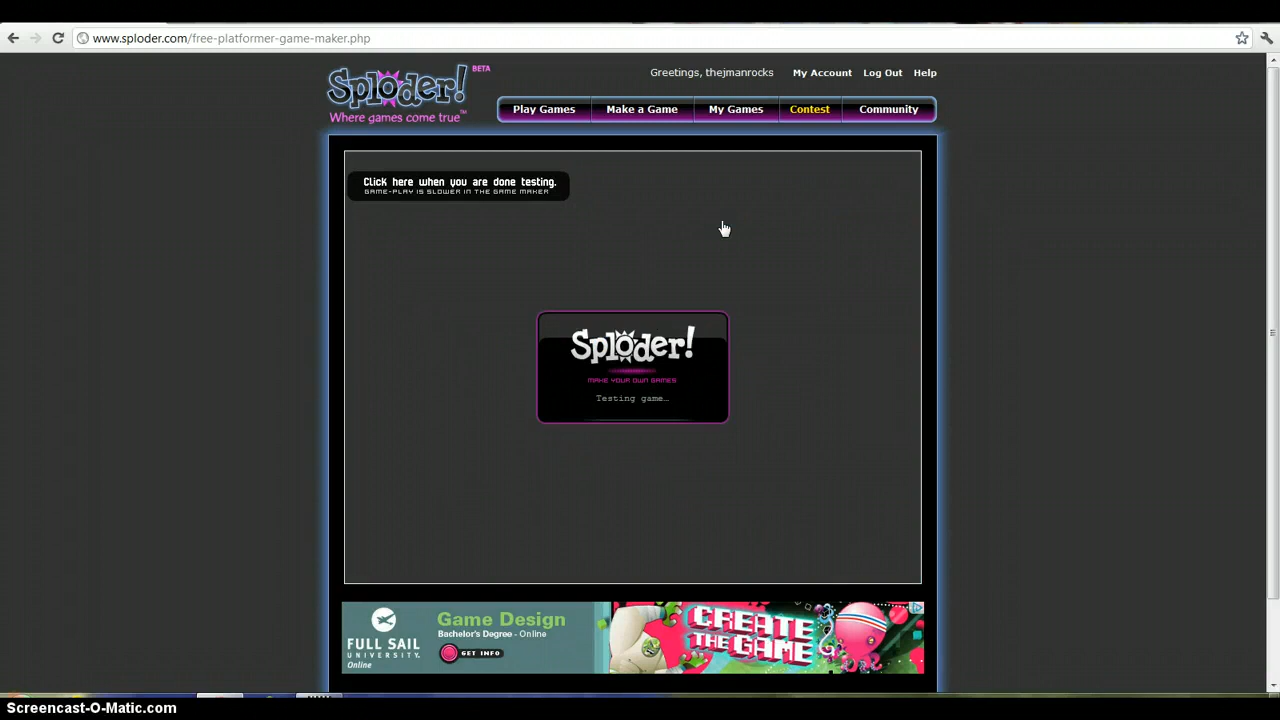 www.sploder.com/free-platformer-game-maker.php
Sploder! BETA
Where games come true™
Greetings, thejmanrocks My Account Log Out Help
Play Games Make a Game My Games Contest Community
Click here when you are done testing.
GAME-PLAY IS SLOWER IN THE GAME MAKER
Sploder!
MAKE YOUR OWN GAMES
Testing game…
FULL SAIL
UNIVERSITY.
Online
Game Design
Bachelor's Degree - Online
GET INFO
CREATE
THE GAME
Screencast-O-Matic.com